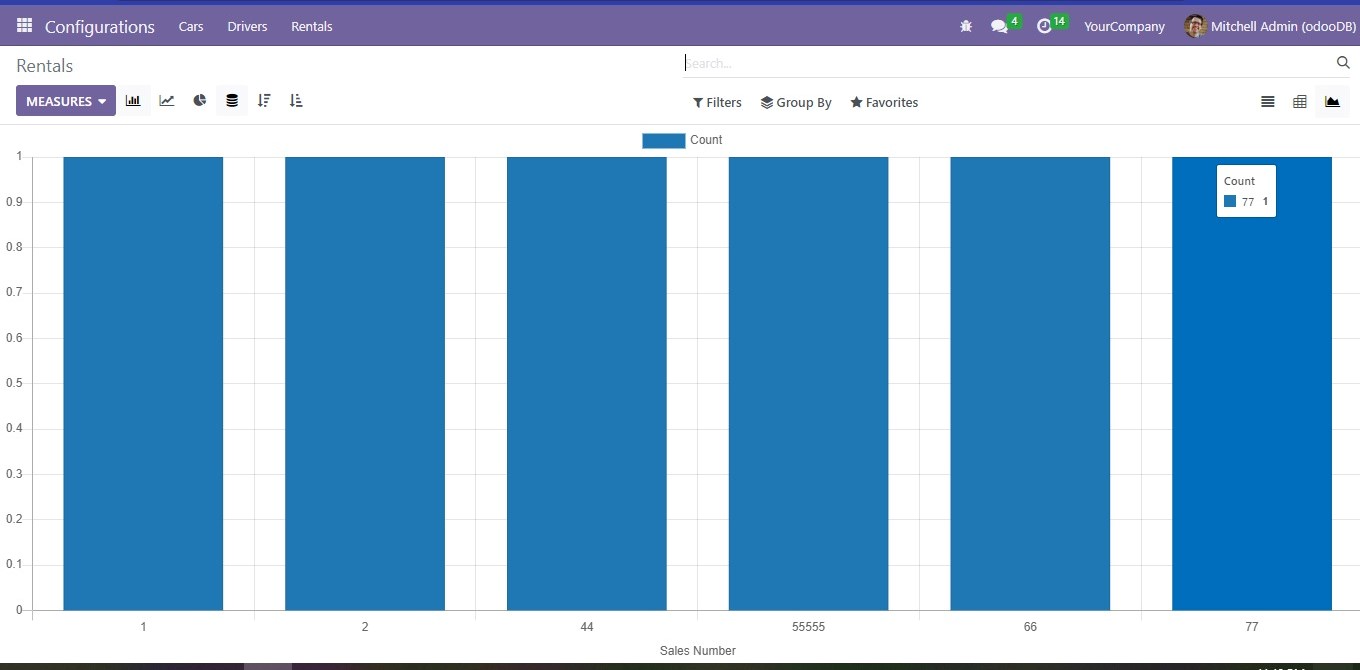 Configurations Cars Drivers Rentals 4 14 YourCompany Mitchell Admin (odooDB)
Rentals Search...
MEASURES Filters Group By Favorites
Count
1
0.9
0.8
0.7
0.6
0.5
0.4
0.3
0.2
0.1
0
Count
77 1
1 2 44 55555 66 77
Sales Number